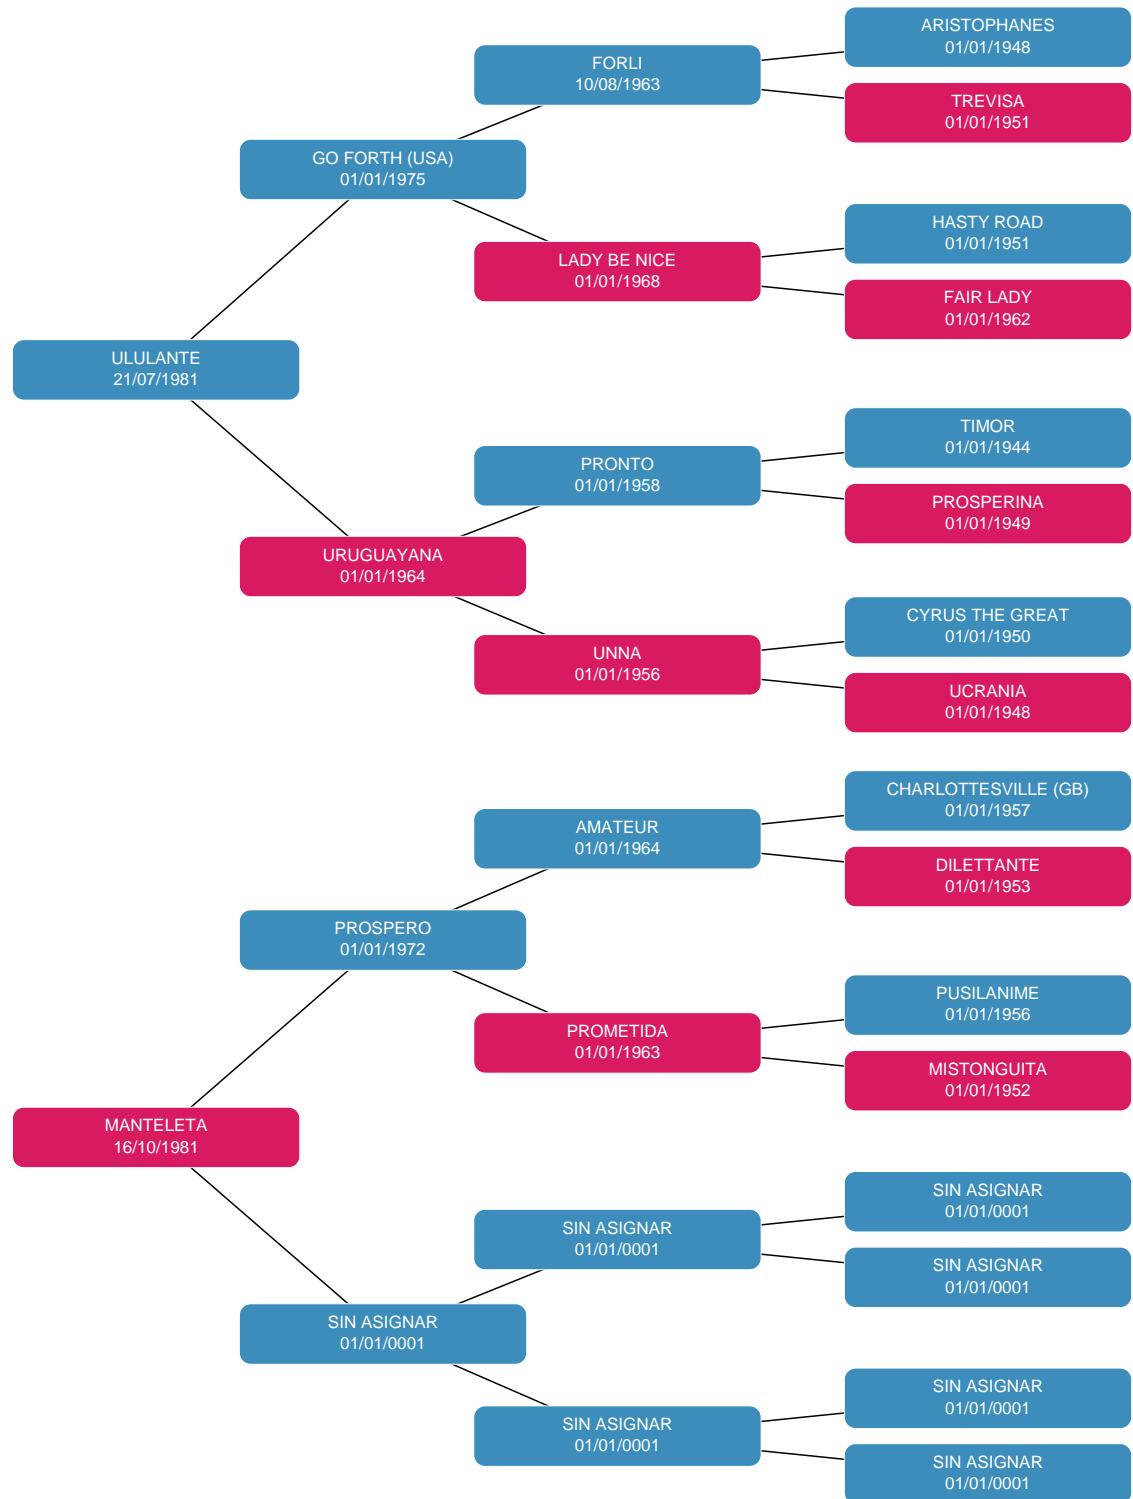 ARISTOPHANES
01/01/1948
FORLI
10/08/1963
TREVISA
01/01/1951
GO FORTH (USA)
01/01/1975
HASTY ROAD
01/01/1951
LADY BE NICE
01/01/1968
FAIR LADY
01/01/1962
ULULANTE
21/07/1981
TIMOR
01/01/1944
PRONTO
01/01/1958
PROSPERINA
01/01/1949
URUGUAYANA
01/01/1964
CYRUS THE GREAT
01/01/1950
UNNA
01/01/1956
UCRANIA
01/01/1948
CHARLOTTESVILLE (GB)
01/01/1957
AMATEUR
01/01/1964
DILETTANTE
01/01/1953
PROSPERO
01/01/1972
PUSILANIME
01/01/1956
PROMETIDA
01/01/1963
MISTONGUITA
01/01/1952
MANTELETA
16/10/1981
SIN ASIGNAR
01/01/0001
SIN ASIGNAR
01/01/0001
SIN ASIGNAR
01/01/0001
SIN ASIGNAR
01/01/0001
SIN ASIGNAR
01/01/0001
SIN ASIGNAR
01/01/0001
SIN ASIGNAR
01/01/0001